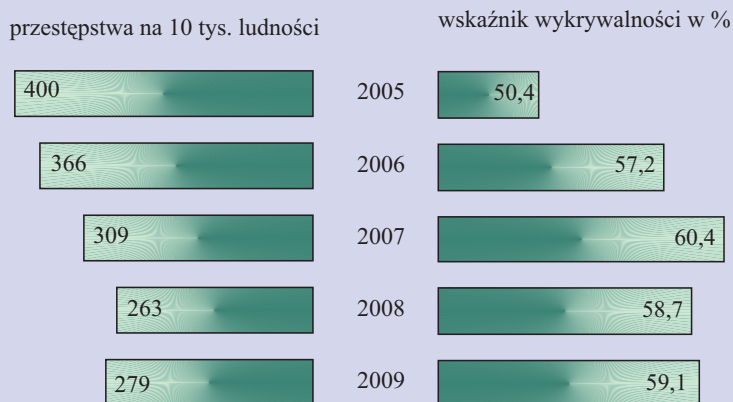 przestępstwa na 10 tys. ludności
wskaźnik wykrywalności w %
400 2005 50,4
366 2006 57,2
309 2007 60,4
263 2008 58,7
279 2009 59,1